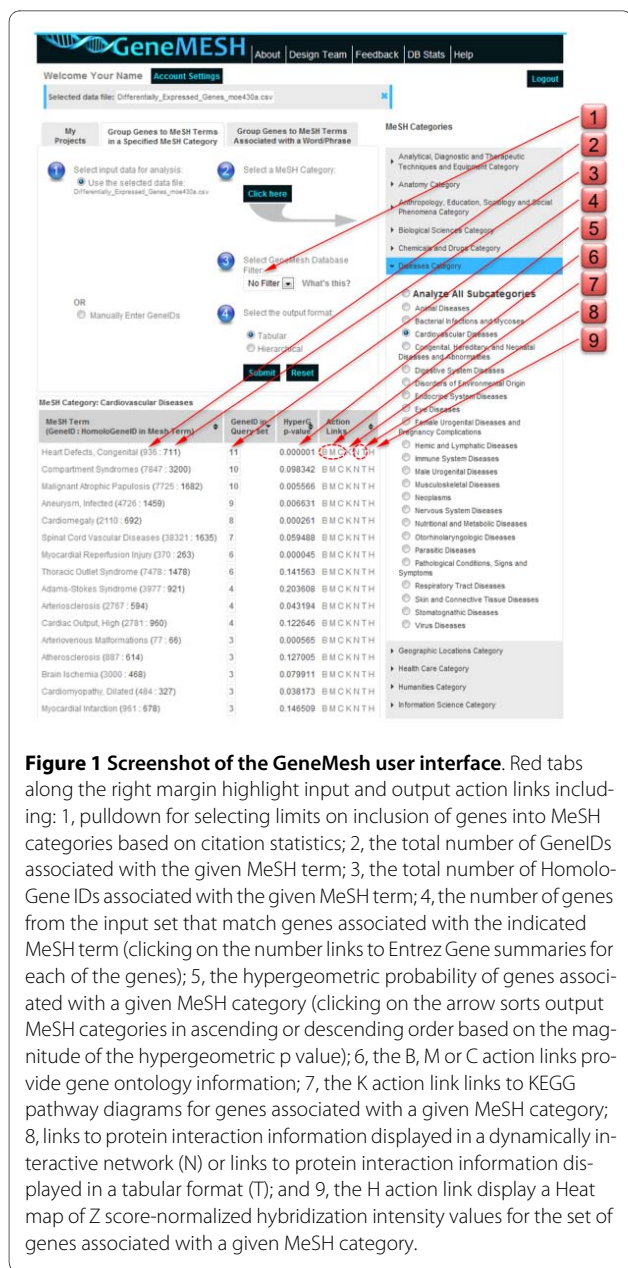 GeneMESH About Design Team Feedback DB Stats Help
Welcome Your Name Account Settings
Logout
Selected data file: Differentially_Expressed_Genes_moe430a.csv
My Projects
Group Genes to MeSH Terms in a Specified MeSH Category
Group Genes to MeSH Terms Associated with a Word/Phrase
1 Select input data for analysis:
Use the selected data file:
Differentially_Expressed_Genes_moe430a.csv
OR
Manually Enter GeneIDs
2 Select a MeSH Category:
Click here
3 Select GeneMesh Database
Filter:
No Filter What's this?
4 Select the output format:
Tabular
Hierarchical
Submit Reset
MeSH Categories
Analytical, Diagnostic and Therapeutic
Techniques and Equipment Category
Anatomy Category
Anthropology, Education, Sociology and Social
Phenomena Category
Biological Sciences Category
Chemicals and Drugs Category
Diseases Category
Analyze All Subcategories
Animal Diseases
Bacterial Infections and Mycoses
Cardiovascular Diseases
Congenital, Hereditary, and Neonatal
Diseases and Abnormalities
Digestive System Diseases
Disorders of Environmental Origin
Endocrine System Diseases
Eye Diseases
Female Urogenital Diseases and
Pregnancy Complications
Hemic and Lymphatic Diseases
Immune System Diseases
Male Urogenital Diseases
Musculoskeletal Diseases
Neoplasms
Nervous System Diseases
Nutritional and Metabolic Diseases
Otorhinolaryngologic Diseases
Parasitic Diseases
Pathological Conditions, Signs and
Symptoms
Respiratory Tract Diseases
Skin and Connective Tissue Diseases
Stomatognathic Diseases
Virus Diseases
Geographic Locations Category
Health Care Category
Humanities Category
Information Science Category
1
2
3
4
5
6
7
8
9
MeSH Category: Cardiovascular Diseases
MeSH Term GeneID in HyperG Action
(GeneID : HomoloGeneID in Mesh Term) Query set p-value Links
Heart Defects, Congenital (936 : 711) 11 0.000001 B M C K N T H
Compartment Syndromes (7847 : 3200) 10 0.098342 B M C K N T H
Malignant Atrophic Papulosis (7725 : 1682) 10 0.005566 B M C K N T H
Aneurysm, Infected (4726 : 1459) 9 0.006631 B M C K N T H
Cardiomegaly (2110 : 692) 8 0.000261 B M C K N T H
Spinal Cord Vascular Diseases (38321 : 1635) 7 0.059488 B M C K N T H
Myocardial Reperfusion Injury (370 : 263) 6 0.000045 B M C K N T H
Thoracic Outlet Syndrome (7478 : 1478) 6 0.141563 B M C K N T H
Adams-Stokes Syndrome (3977 : 921) 4 0.203608 B M C K N T H
Arteriosclerosis (2767 : 594) 4 0.043194 B M C K N T H
Cardiac Output, High (2781 : 960) 4 0.122646 B M C K N T H
Arteriovenous Malformations (77 : 66) 3 0.000565 B M C K N T H
Atherosclerosis (887 : 614) 3 0.127005 B M C K N T H
Brain Ischemia (3000 : 468) 3 0.079911 B M C K N T H
Cardiomyopathy, Dilated (484 : 327) 3 0.038173 B M C K N T H
Myocardial Infarction (961 : 678) 3 0.146509 B M C K N T H
Figure 1 Screenshot of the GeneMesh user interface. Red tabs
along the right margin highlight input and output action links includ-
ing: 1, pulldown for selecting limits on inclusion of genes into MeSH
categories based on citation statistics; 2, the total number of GeneIDs
associated with the given MeSH term; 3, the total number of Homolo-
Gene IDs associated with the given MeSH term; 4, the number of genes
from the input set that match genes associated with the indicated
MeSH term (clicking on the number links to Entrez Gene summaries for
each of the genes); 5, the hypergeometric probability of genes associ-
ated with a given MeSH category (clicking on the arrow sorts output
MeSH categories in ascending or descending order based on the mag-
nitude of the hypergeometric p value); 6, the B, M or C action links pro-
vide gene ontology information; 7, the K action link links to KEGG
pathway diagrams for genes associated with a given MeSH category;
8, links to protein interaction information displayed in a dynamically in-
teractive network (N) or links to protein interaction information dis-
played in a tabular format (T); and 9, the H action link display a Heat
map of Z score-normalized hybridization intensity values for the set of
genes associated with a given MeSH category.